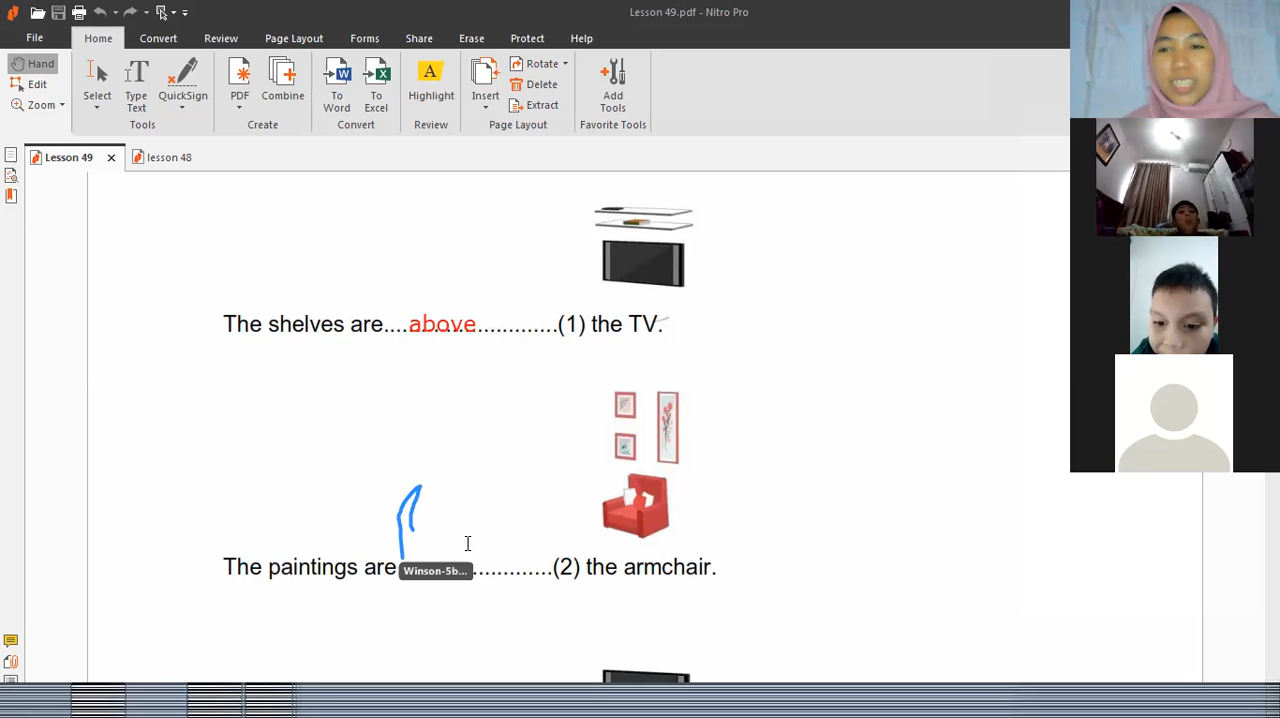 Lesson 49.pdf - Nitro Pro
File Home Convert Review Page Layout Forms Share Erase Protect Help
Hand
Edit
Zoom
Select
Type Text
QuickSign
Tools
PDF
Combine
Create
To Word
To Excel
Convert
Highlight
Review
Insert
Rotate
Delete
Extract
Page Layout
Add Tools
Favorite Tools
Lesson 49
lesson 48
The shelves are....above..............(1) the TV.
The paintings are .............(2) the armchair.
Winson-5b...